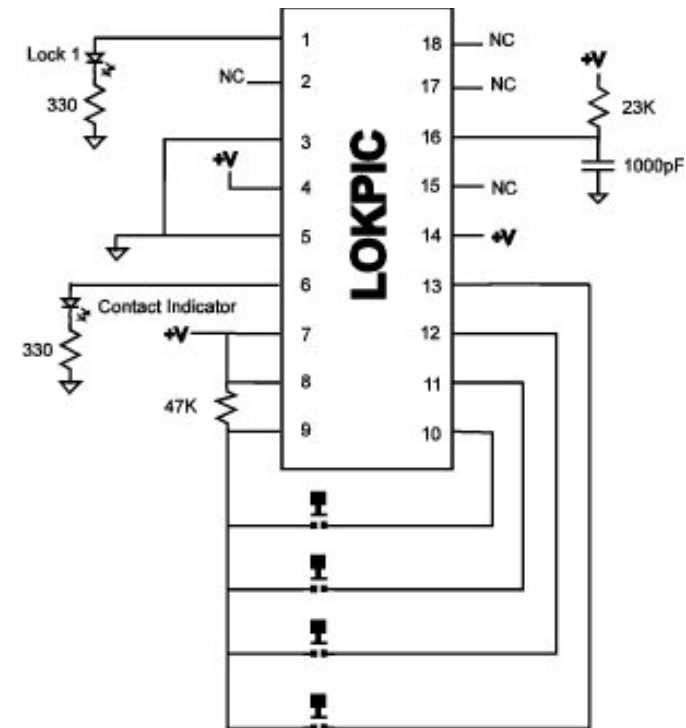 1
18
NC
Lock 1
NC
2
17
NC
+V
330
23K
3
16
+V
1000pF
4
15
NC
5
14
+V
LOKPIC
6
13
Contact Indicator
+V
7
12
330
8
11
47K
9
10